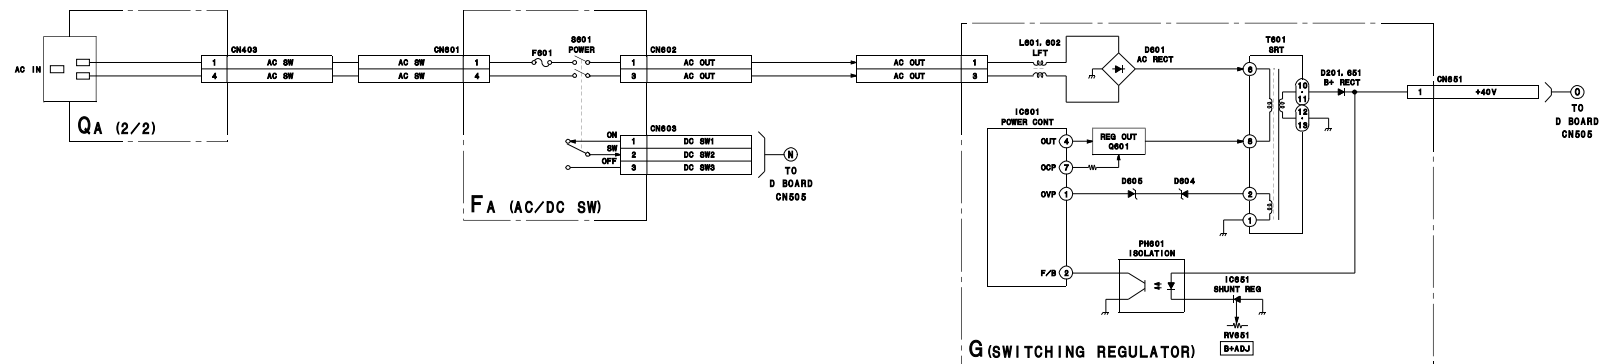 AC IN
QA (2/2)
CN403
1 AC SW
4 AC SW
CN601
AC SW 1
AC SW 4
F601
S601
POWER
CN602
1 AC OUT
3 AC OUT
ON
SW
OFF
CN603
1 DC SW1
2 DC SW2
3 DC SW3
N
TO
D BOARD
CN505
FA (AC/DC SW)
AC OUT 1
AC OUT 3
L601, 602
LFT
D601
AC RECT
T601
SRT
6
8
2
1
10
11
12
13
D201, 651
B+ RECT
CN651
1 +40V
O
TO
D BOARD
CN505
IC601
POWER CONT
OUT 4
OCP 7
OVP 1
F/B 2
REG OUT
Q601
D605
D604
PH601
ISOLATION
IC651
SHUNT REG
RV651
B+ADJ
G (SWITCHING REGULATOR)